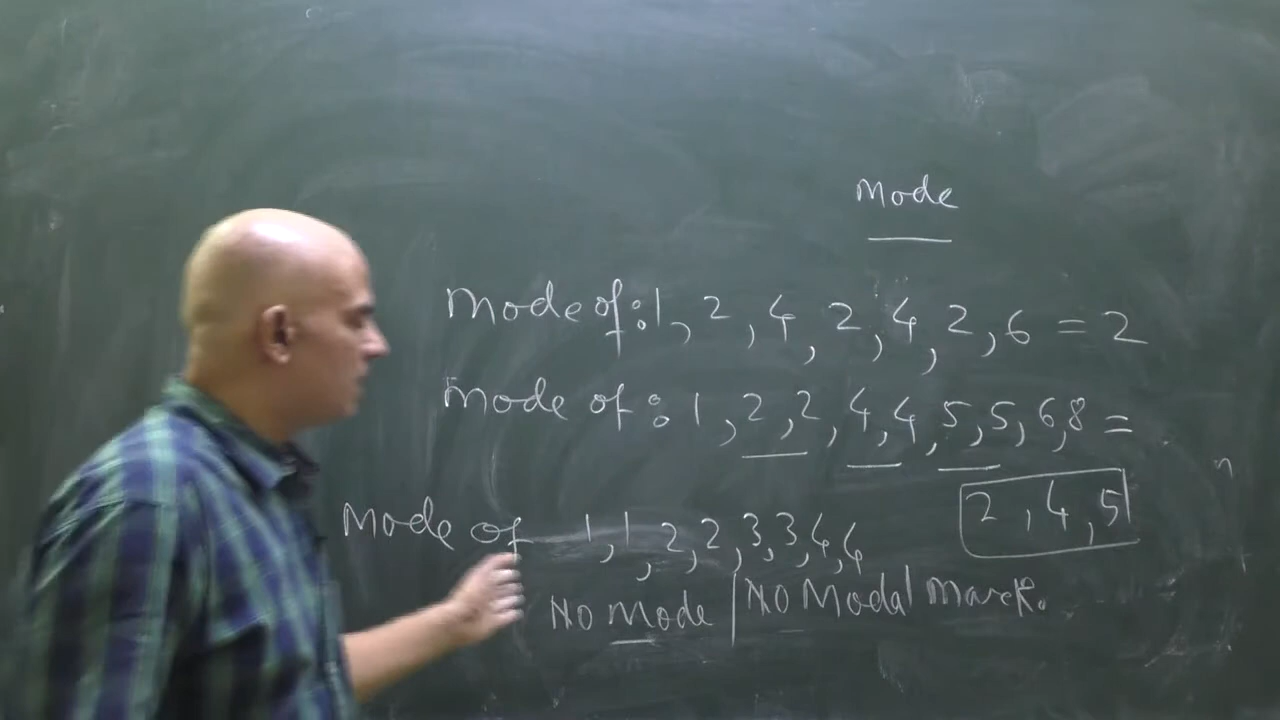 Mode
Mode of: 1, 2, 4, 2, 4, 2, 6 = 2
Mode of: 1, 2, 2, 4, 4, 5, 5, 6, 8 =
2, 4, 5
Mode of 1, 1, 2, 2, 3, 3, 4, 4
No Mode | No Modal Mark.